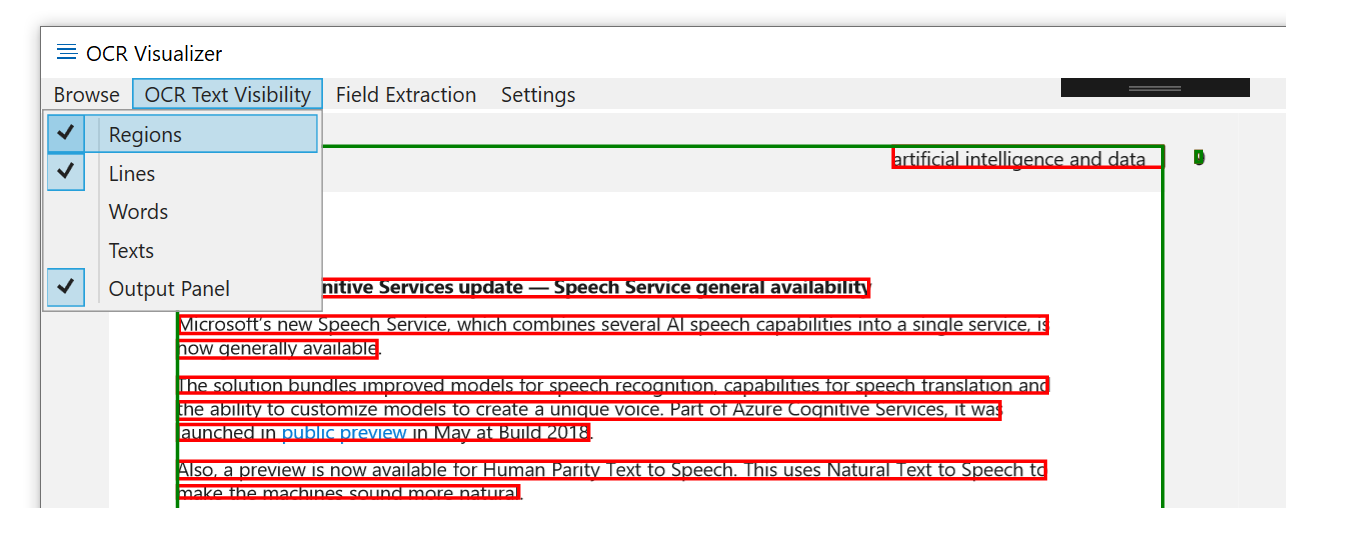 OCR Visualizer
Browse OCR Text Visibility Field Extraction Settings
Regions
Lines
Words
Texts
Output Panel
artificial intelligence and data
nitive Services update — Speech Service general availability
Microsoft's new Speech Service, which combines several AI speech capabilities into a single service, is
now generally available.
The solution bundles improved models for speech recognition, capabilities for speech translation and
the ability to customize models to create a unique voice. Part of Azure Cognitive Services, it was
launched in public preview in May at Build 2018.
Also, a preview is now available for Human Parity Text to Speech. This uses Natural Text to Speech to
make the machines sound more natural.